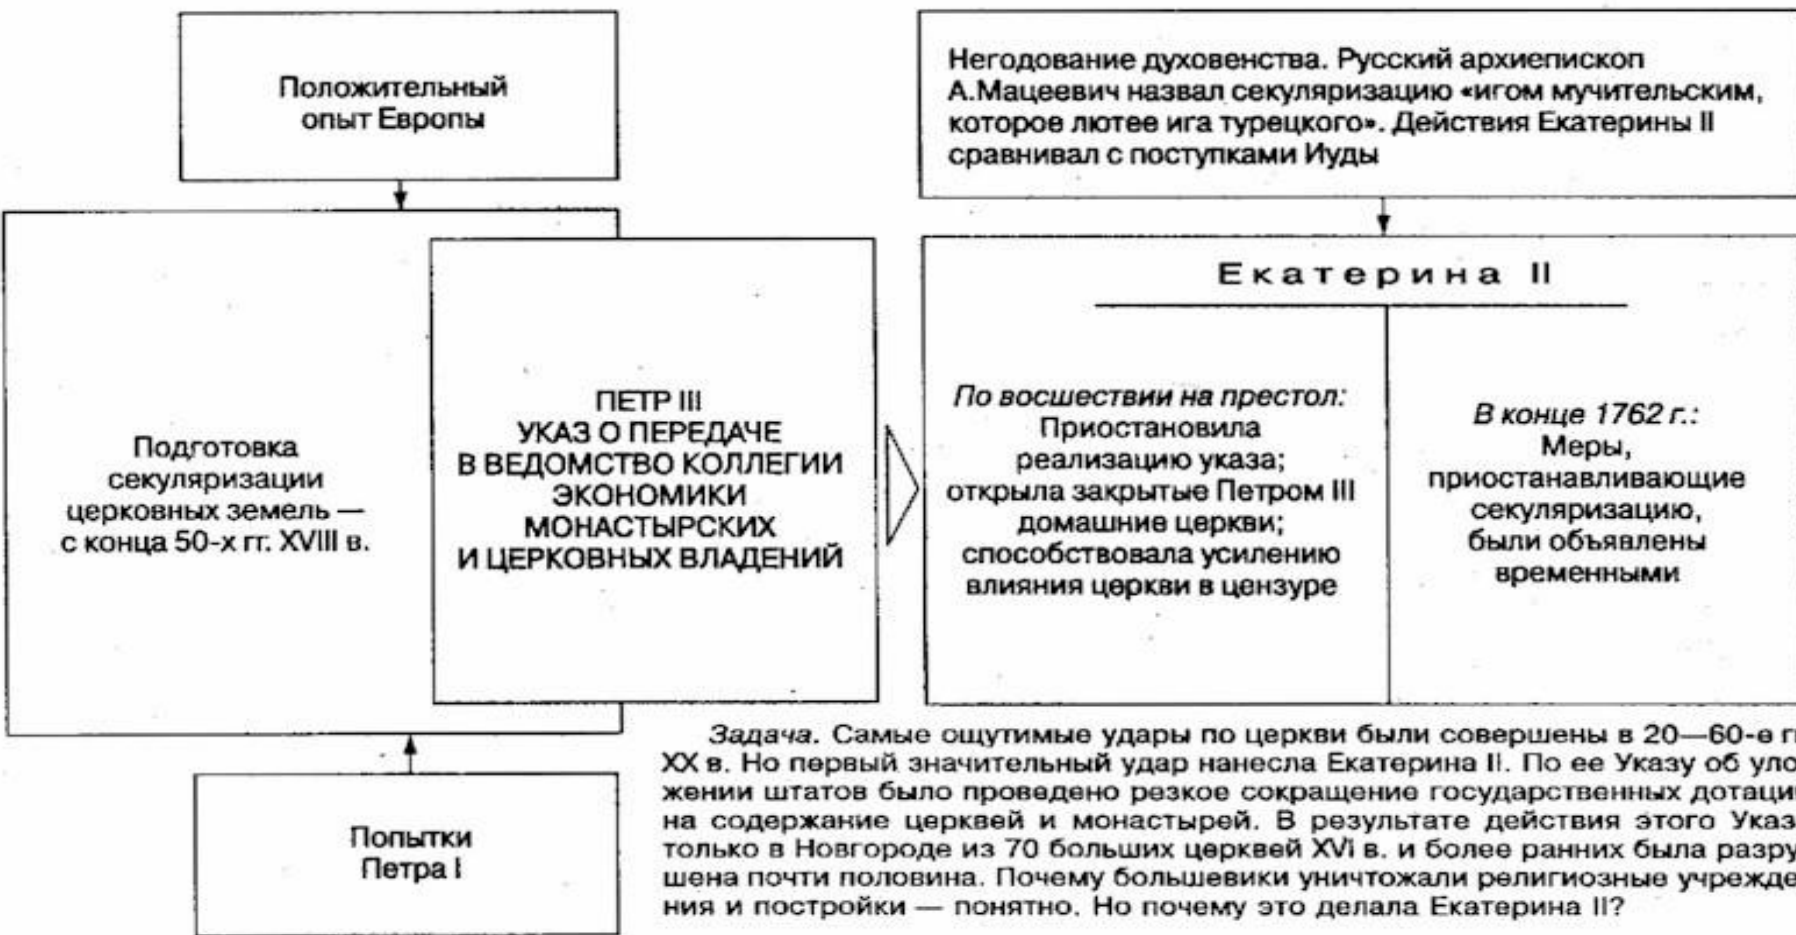 Положительный
опыт Европы
Негодование духовенства. Русский архиепископ
А.Мацеевич назвал секуляризацию «игом мучительским,
которое лютее ига турецкого». Действия Екатерины II
сравнивал с поступками Иуды
Подготовка
секуляризации
церковных земель —
с конца 50-х гг. XVIII в.
ПЕТР III
УКАЗ О ПЕРЕДАЧЕ
В ВЕДОМСТВО КОЛЛЕГИИ
ЭКОНОМИКИ
МОНАСТЫРСКИХ
И ЦЕРКОВНЫХ ВЛАДЕНИЙ
Екатерина II
По восшествии на престол:
Приостановила
реализацию указа;
открыла закрытые Петром III
домашние церкви;
способствовала усилению
влияния церкви в цензуре
В конце 1762 г.:
Меры,
приостанавливающие
секуляризацию,
были объявлены
временными
Попытки
Петра I
Задача. Самые ощутимые удары по церкви были совершены в 20—60-е г
XX в. Но первый значительный удар нанесла Екатерина II. По ее Указу об уло
жении штатов было проведено резкое сокращение государственных дотаци
на содержание церквей и монастырей. В результате действия этого Указ
только в Новгороде из 70 больших церквей XVI в. и более ранних была разру
шена почти половина. Почему большевики уничтожали религиозные учрежде
ния и постройки — понятно. Но почему это делала Екатерина II?